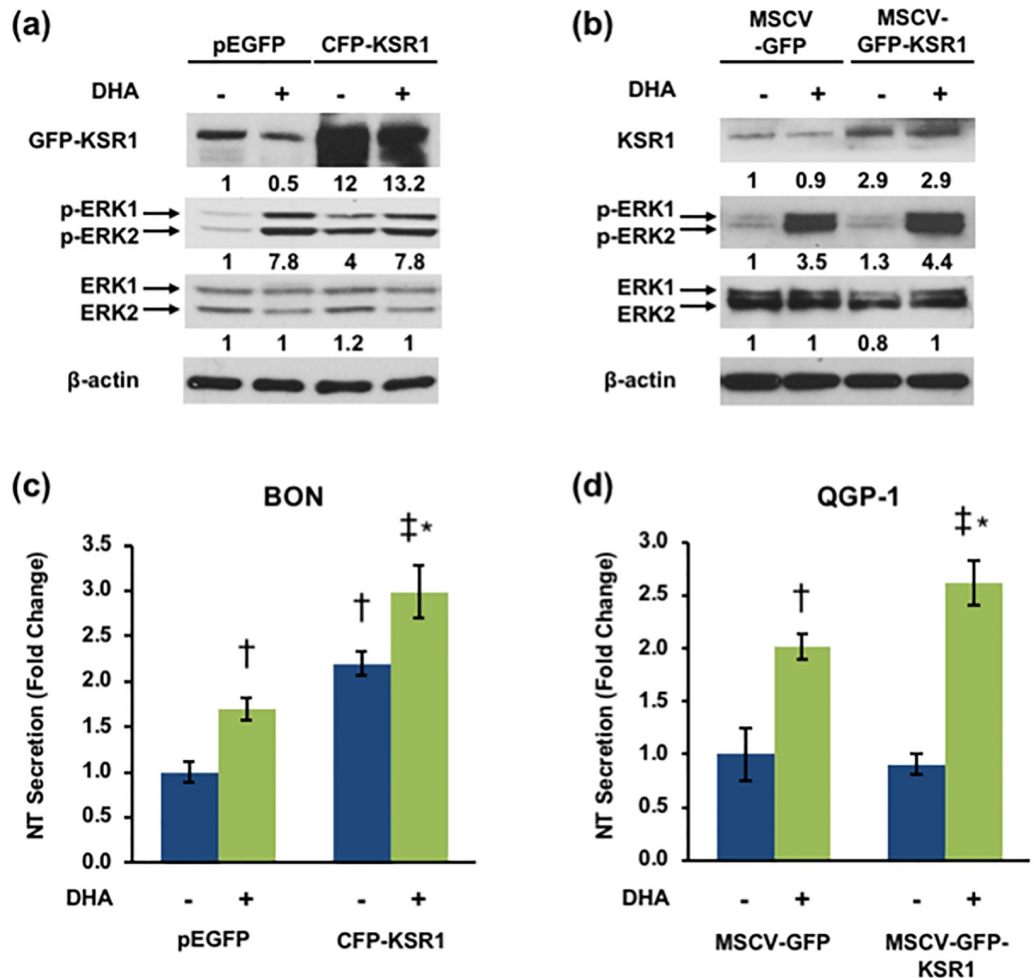 (a)
pEGFP CFP-KSR1
DHA - + - +
GFP-KSR1
1 0.5 12 13.2
p-ERK1
p-ERK2
1 7.8 4 7.8
ERK1
ERK2
1 1 1.2 1
β-actin
(b)
MSCV MSCV-
-GFP GFP-KSR1
DHA - + - +
KSR1
1 0.9 2.9 2.9
p-ERK1
p-ERK2
1 3.5 1.3 4.4
ERK1
ERK2
1 1 0.8 1
β-actin
(c)
BON
NT Secretion (Fold Change)
3.5
3.0
2.5
2.0
1.5
1.0
0.5
0.0
† † ‡*
DHA - + - +
pEGFP CFP-KSR1
(d)
QGP-1
NT Secretion (Fold Change)
3.0
2.5
2.0
1.5
1.0
0.5
0.0
† ‡*
DHA - + - +
MSCV-GFP MSCV-GFP-
KSR1